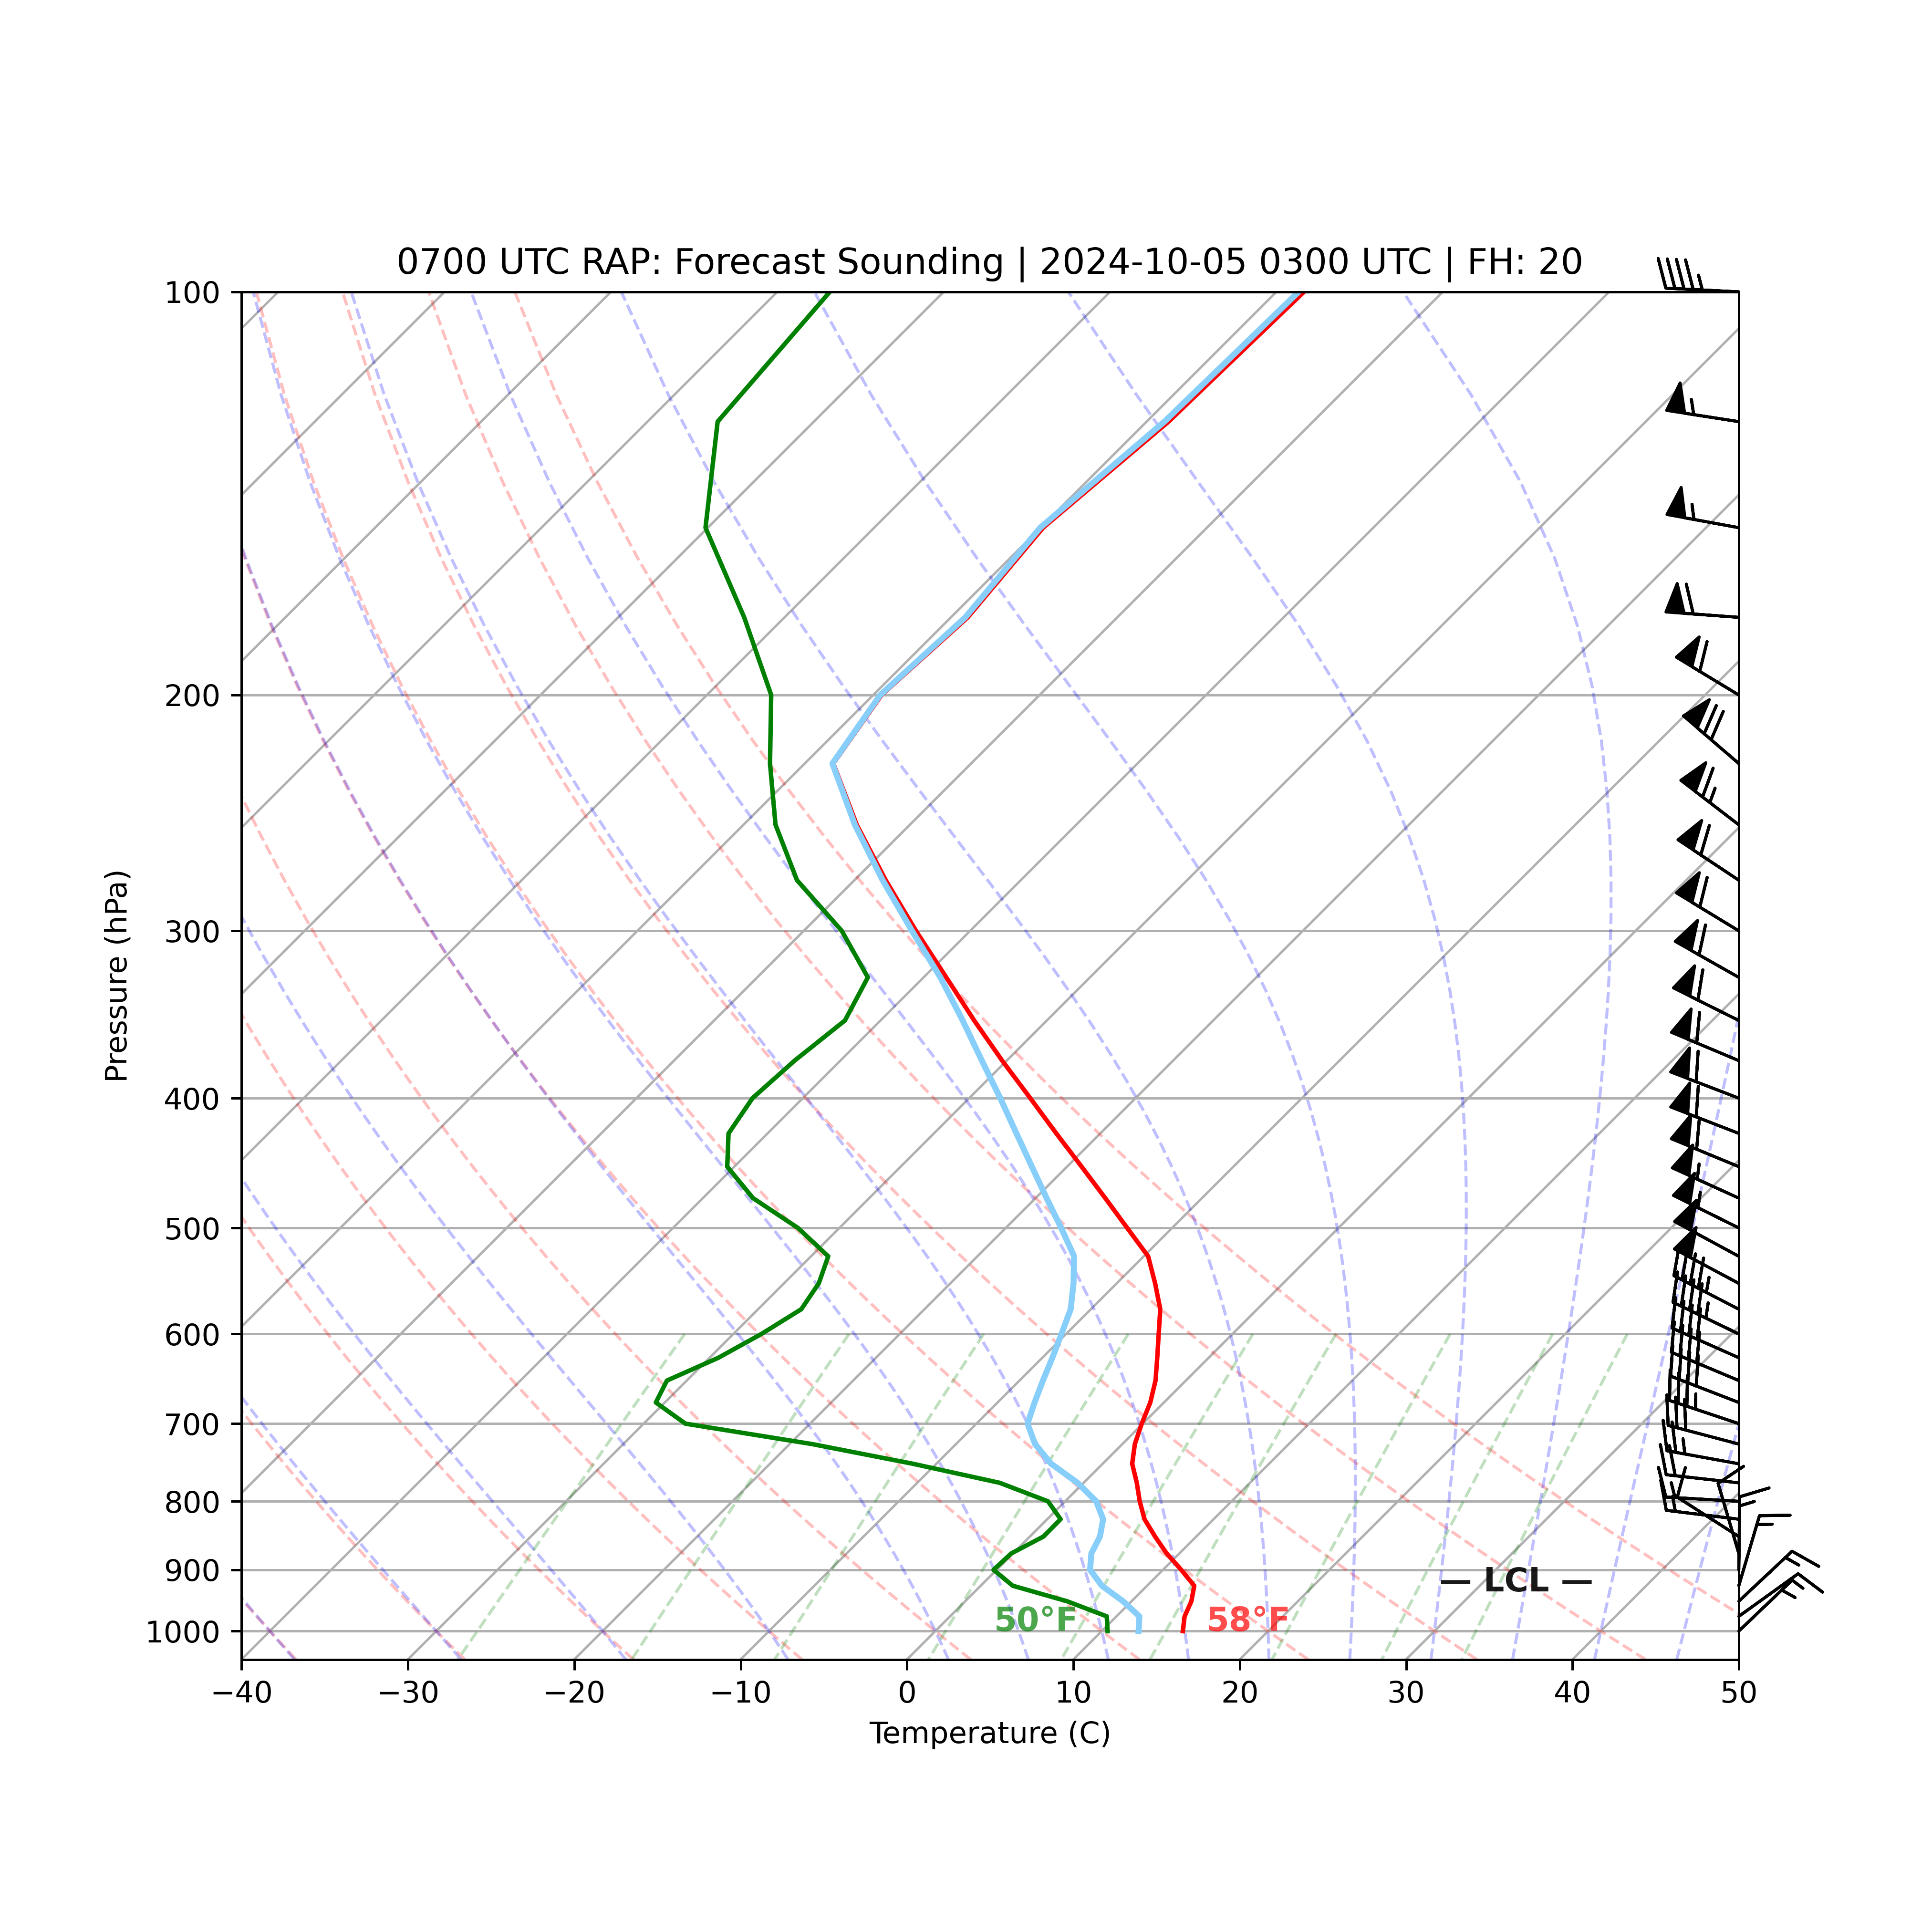 0700 UTC RAP: Forecast Sounding | 2024-10-05 0300 UTC | FH: 20
100
200
300
400
500
600
700
800
900
1000
Pressure (hPa)
— LCL —
50°F
58°F
−40 −30 −20 −10 0 10 20 30 40 50
Temperature (C)